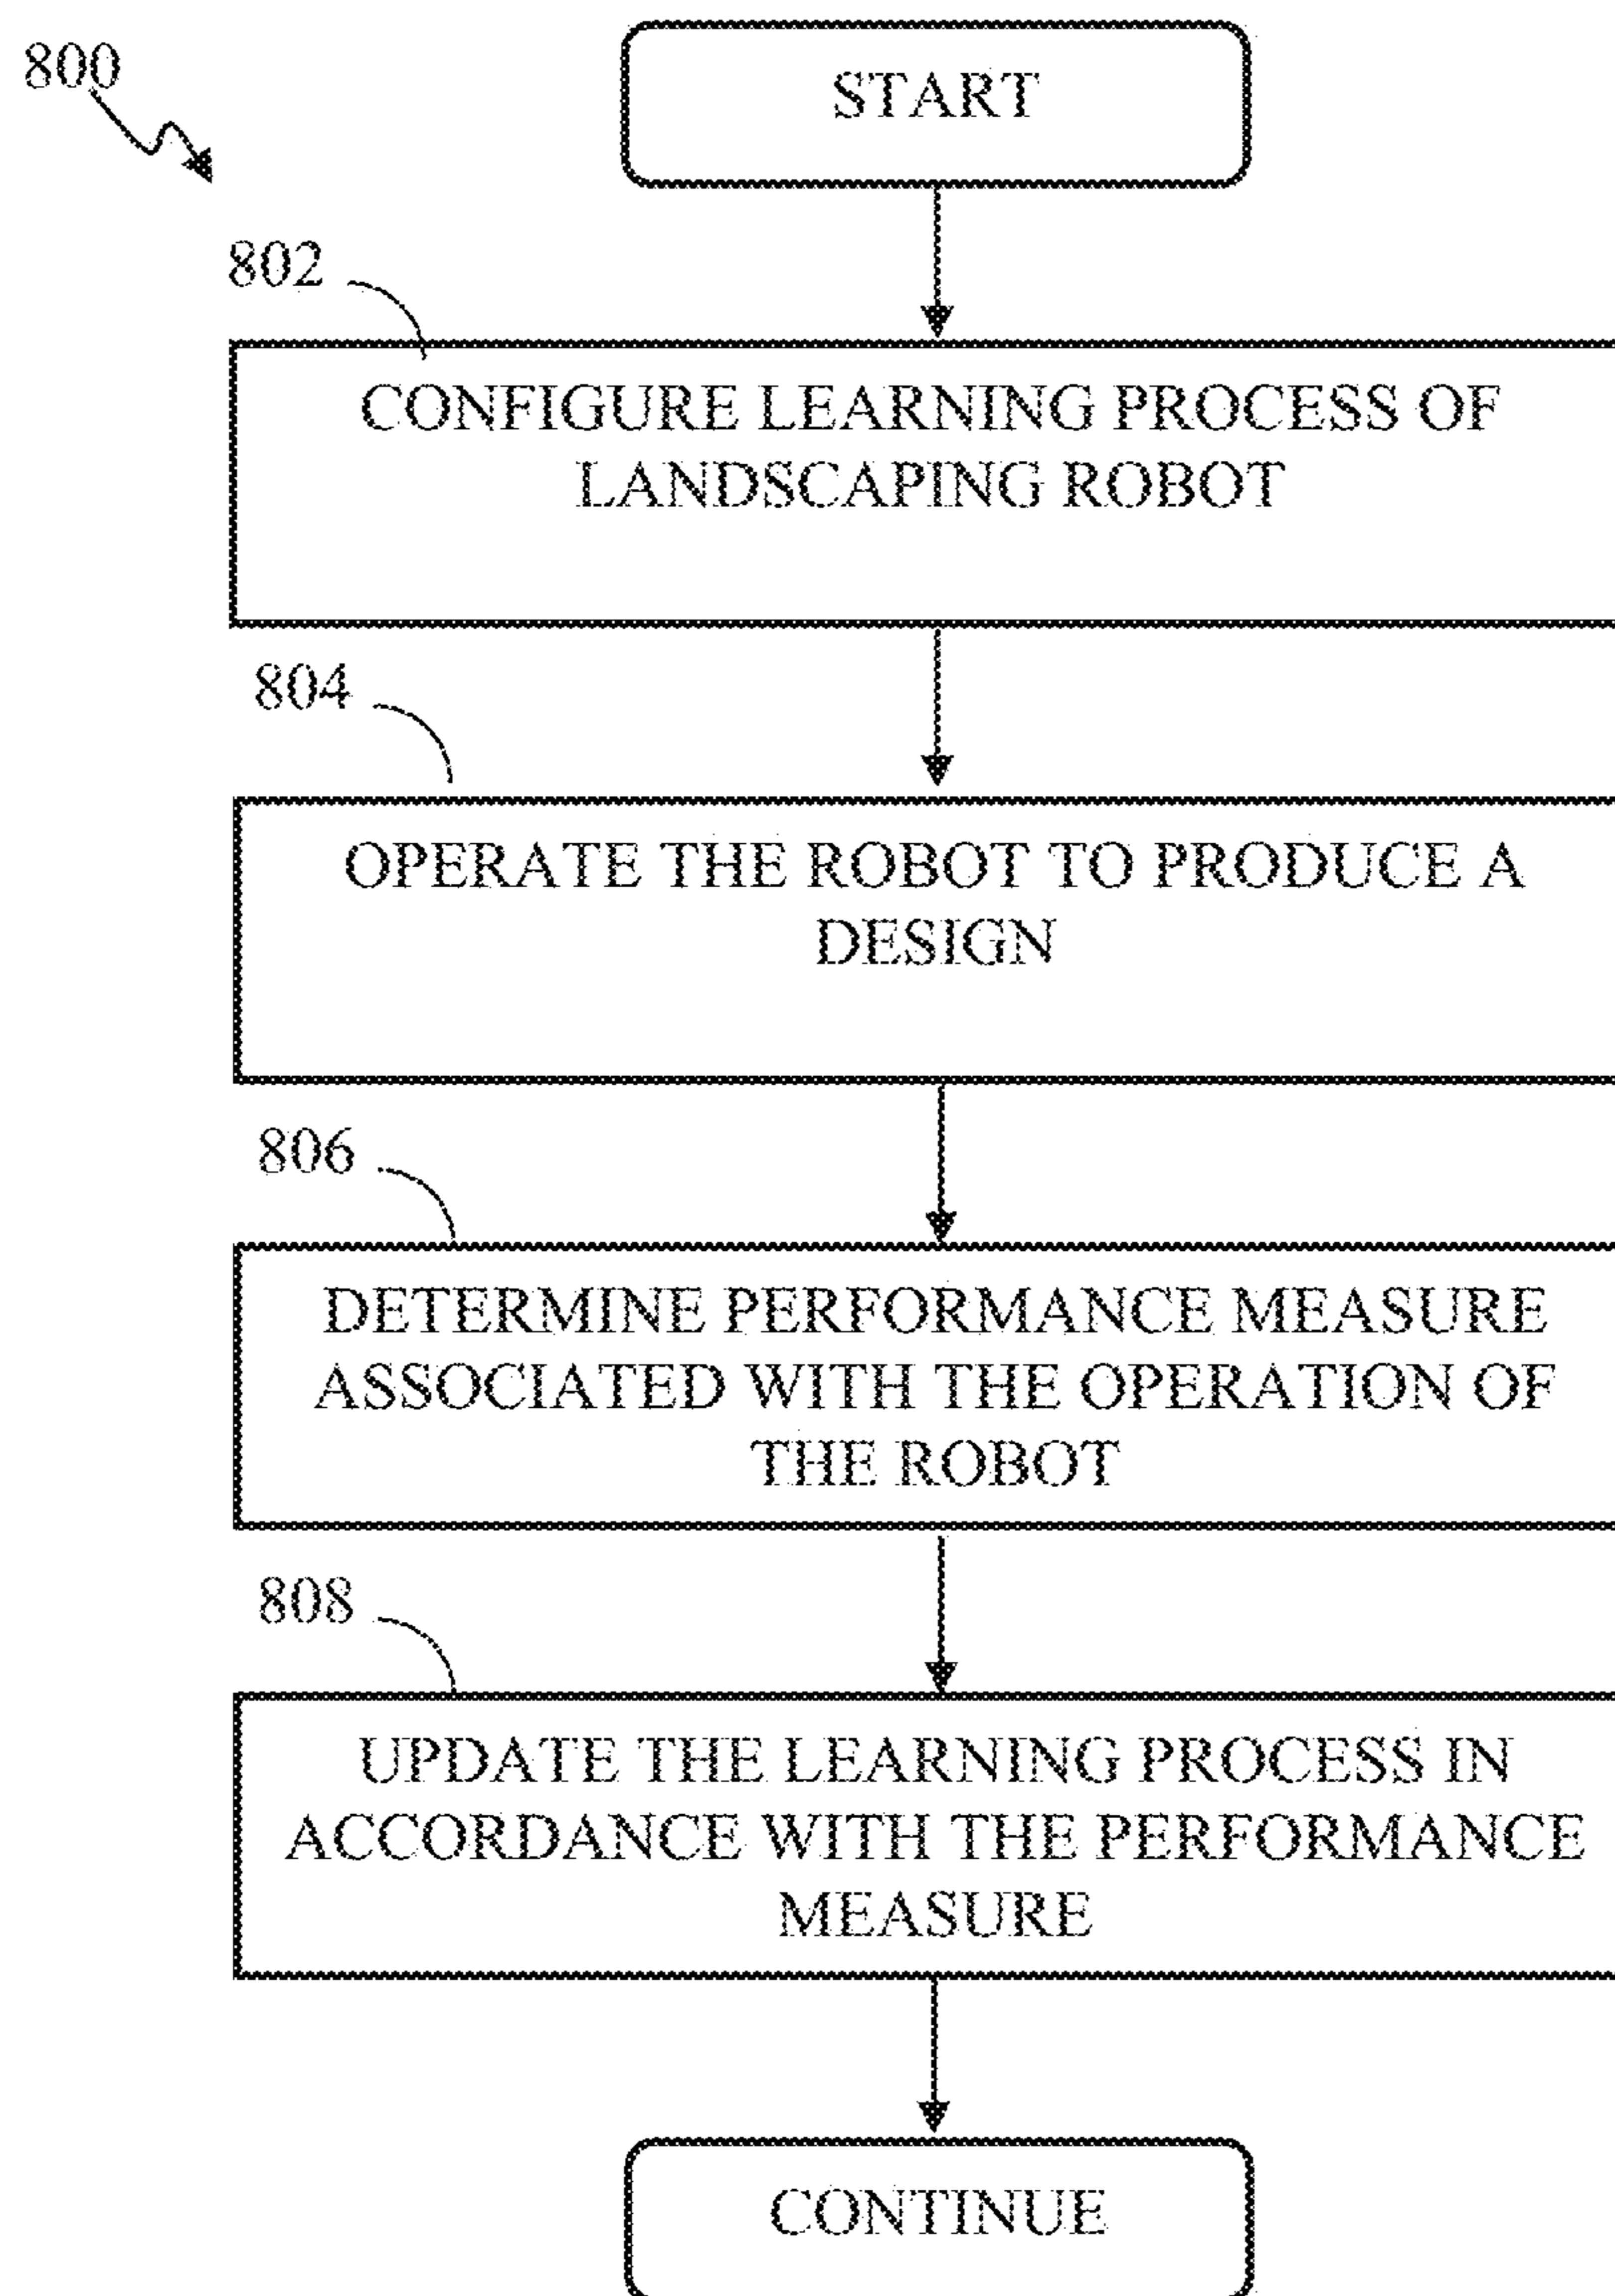 800
START
802
CONFIGURE LEARNING PROCESS OF
LANDSCAPING ROBOT
804
OPERATE THE ROBOT TO PRODUCE A
DESIGN
806
DETERMINE PERFORMANCE MEASURE
ASSOCIATED WITH THE OPERATION OF
THE ROBOT
808
UPDATE THE LEARNING PROCESS IN
ACCORDANCE WITH THE PERFORMANCE
MEASURE
CONTINUE